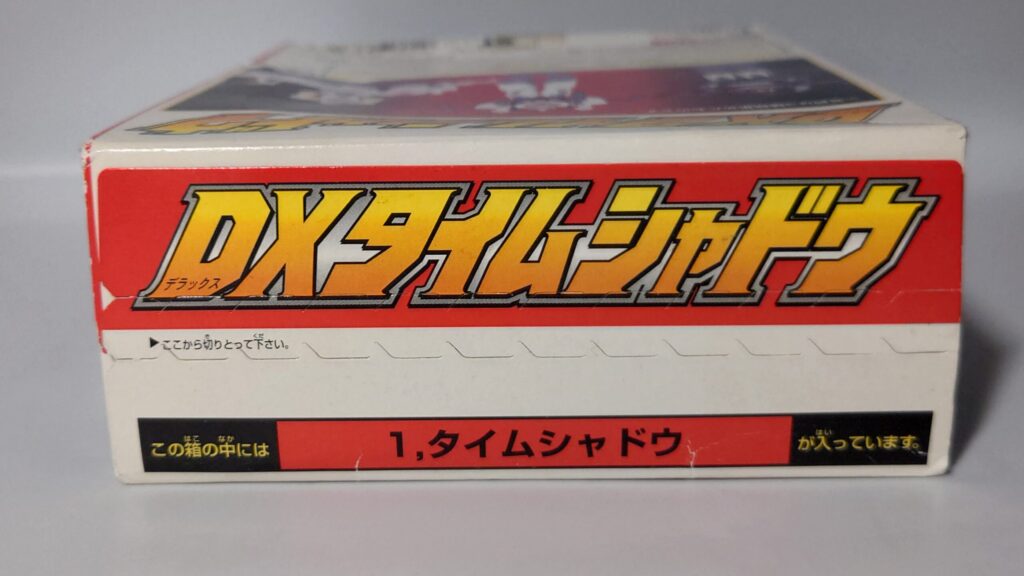 DXタイムシャドウ
デラックス
▶ここから切りとって下さい。
この箱の中には 1,タイムシャドウ が入っています。